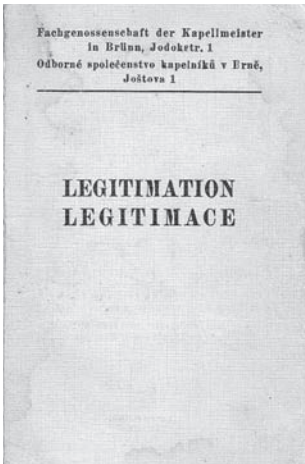 Fachgenossenschaft der Kapellmeister
in Brünn, Jodokstr. 1
Odborné společenstvo kapelníků v Brně,
Joštova 1
LEGITIMATION
LEGITIMACE